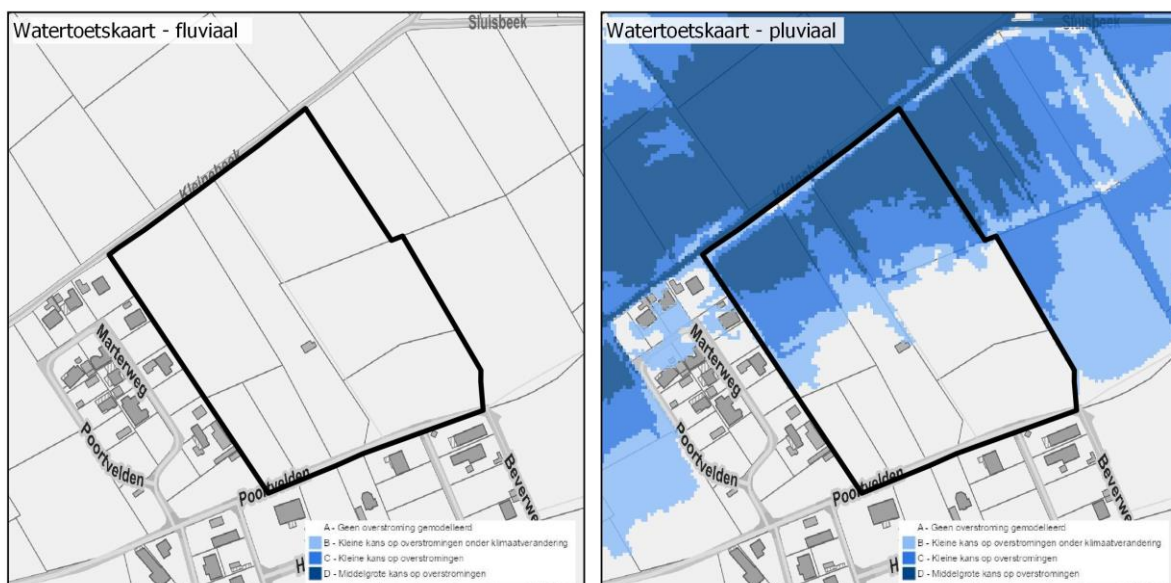 Watertoetskaart - fluviaal
Sluisbeek
Kleinebeek
Marterweg
Poortvelden
Poortvelden
Beverwe
H
A - Geen overstroming gemodelleerd
B - Kleine kans op overstromingen onder klimaatverandering
C - Kleine kans op overstromingen
D - Middelgrote kans op overstromingen
Watertoetskaart - pluviaal
Sluisbeek
Kleinebeek
Marterweg
Poortvelden
Poortvelden
Beverwe
H
A - Geen overstroming gemodelleerd
B - Kleine kans op overstromingen onder klimaatverandering
C - Kleine kans op overstromingen
D - Middelgrote kans op overstromingen